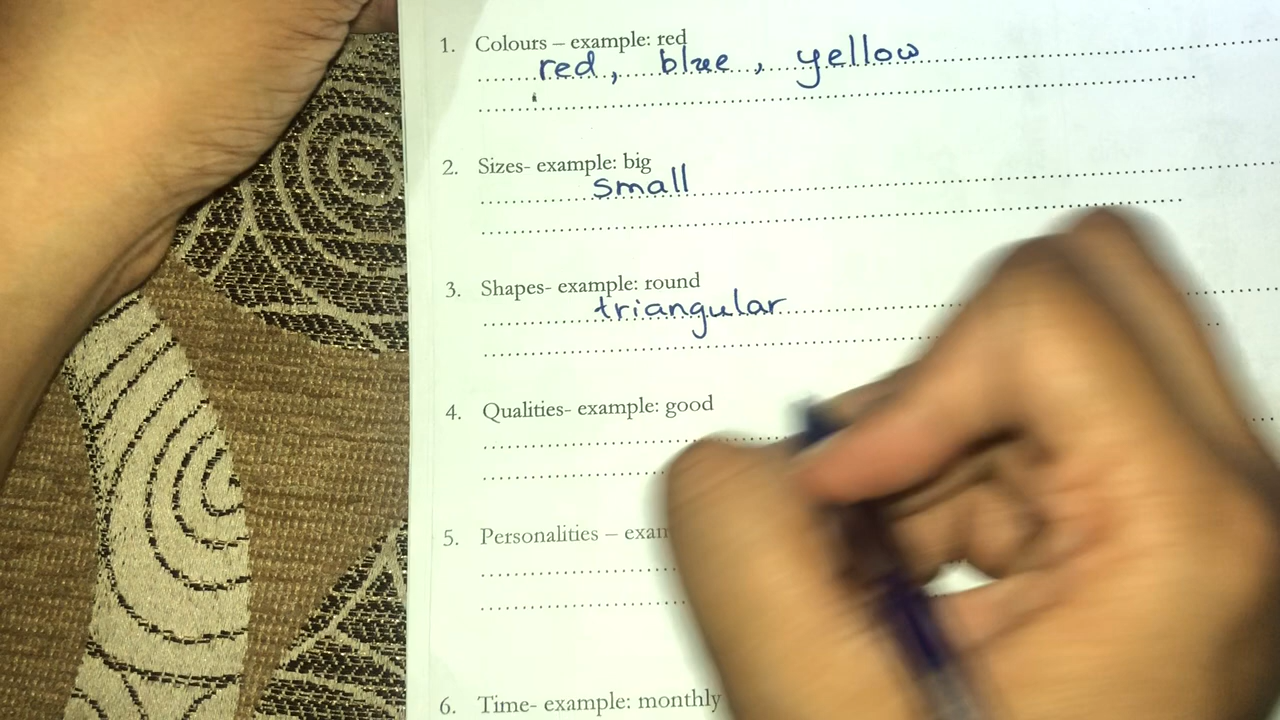 1. Colours – example: red
red, blue, yellow
2. Sizes- example: big
small
3. Shapes- example: round
triangular
4. Qualities- example: good
5. Personalities –
6. Time- example: monthly